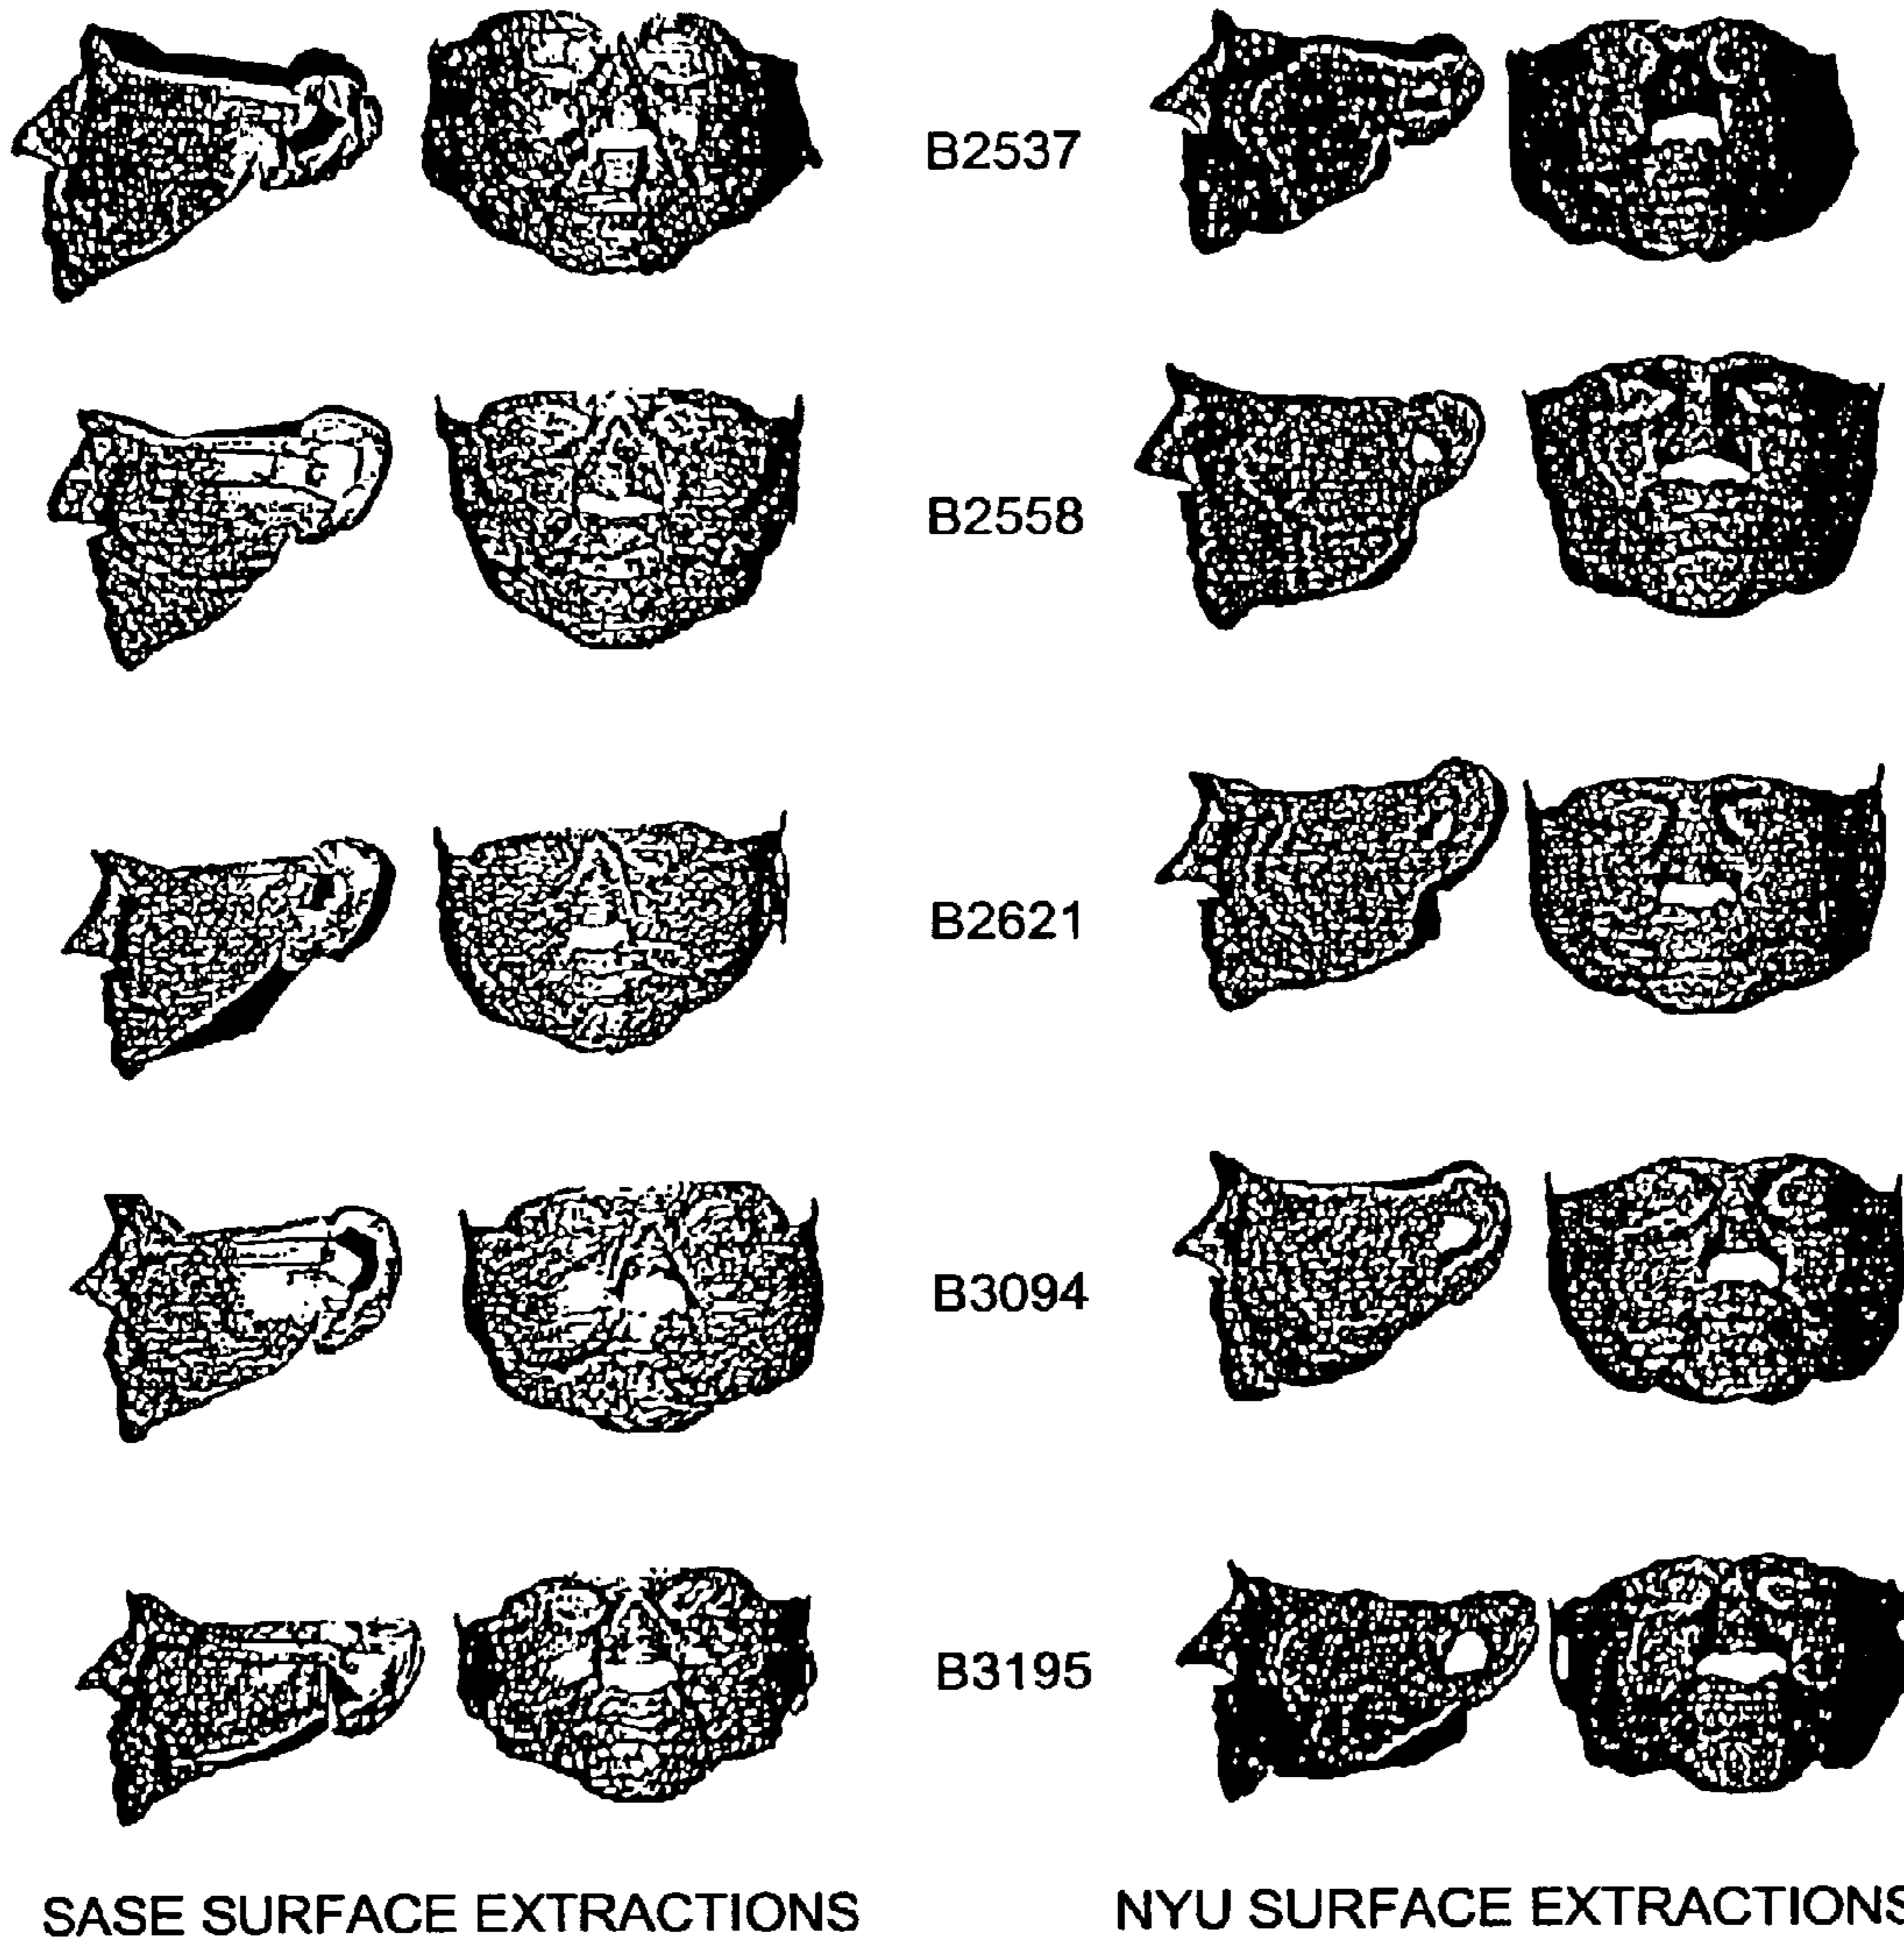 B2537
B2558
B2621
B3094
B3195
SASE SURFACE EXTRACTIONS
NYU SURFACE EXTRACTIONS